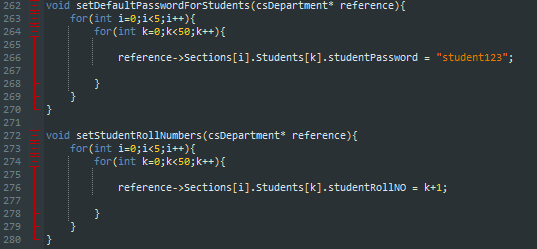 262 void setDefaultPasswordForStudents(csDepartment* reference){
263 for(int i=0;i<5;i++){
264 for(int k=0;k<50;k++){
265
266 reference->Sections[i].Students[k].studentPassword = "student123";
267
268 }
269 }
270 }
271
272 void setStudentRollNumbers(csDepartment* reference){
273 for(int i=0;i<5;i++){
274 for(int k=0;k<50;k++){
275
276 reference->Sections[i].Students[k].studentRollNO = k+1;
277
278 }
279 }
280 }